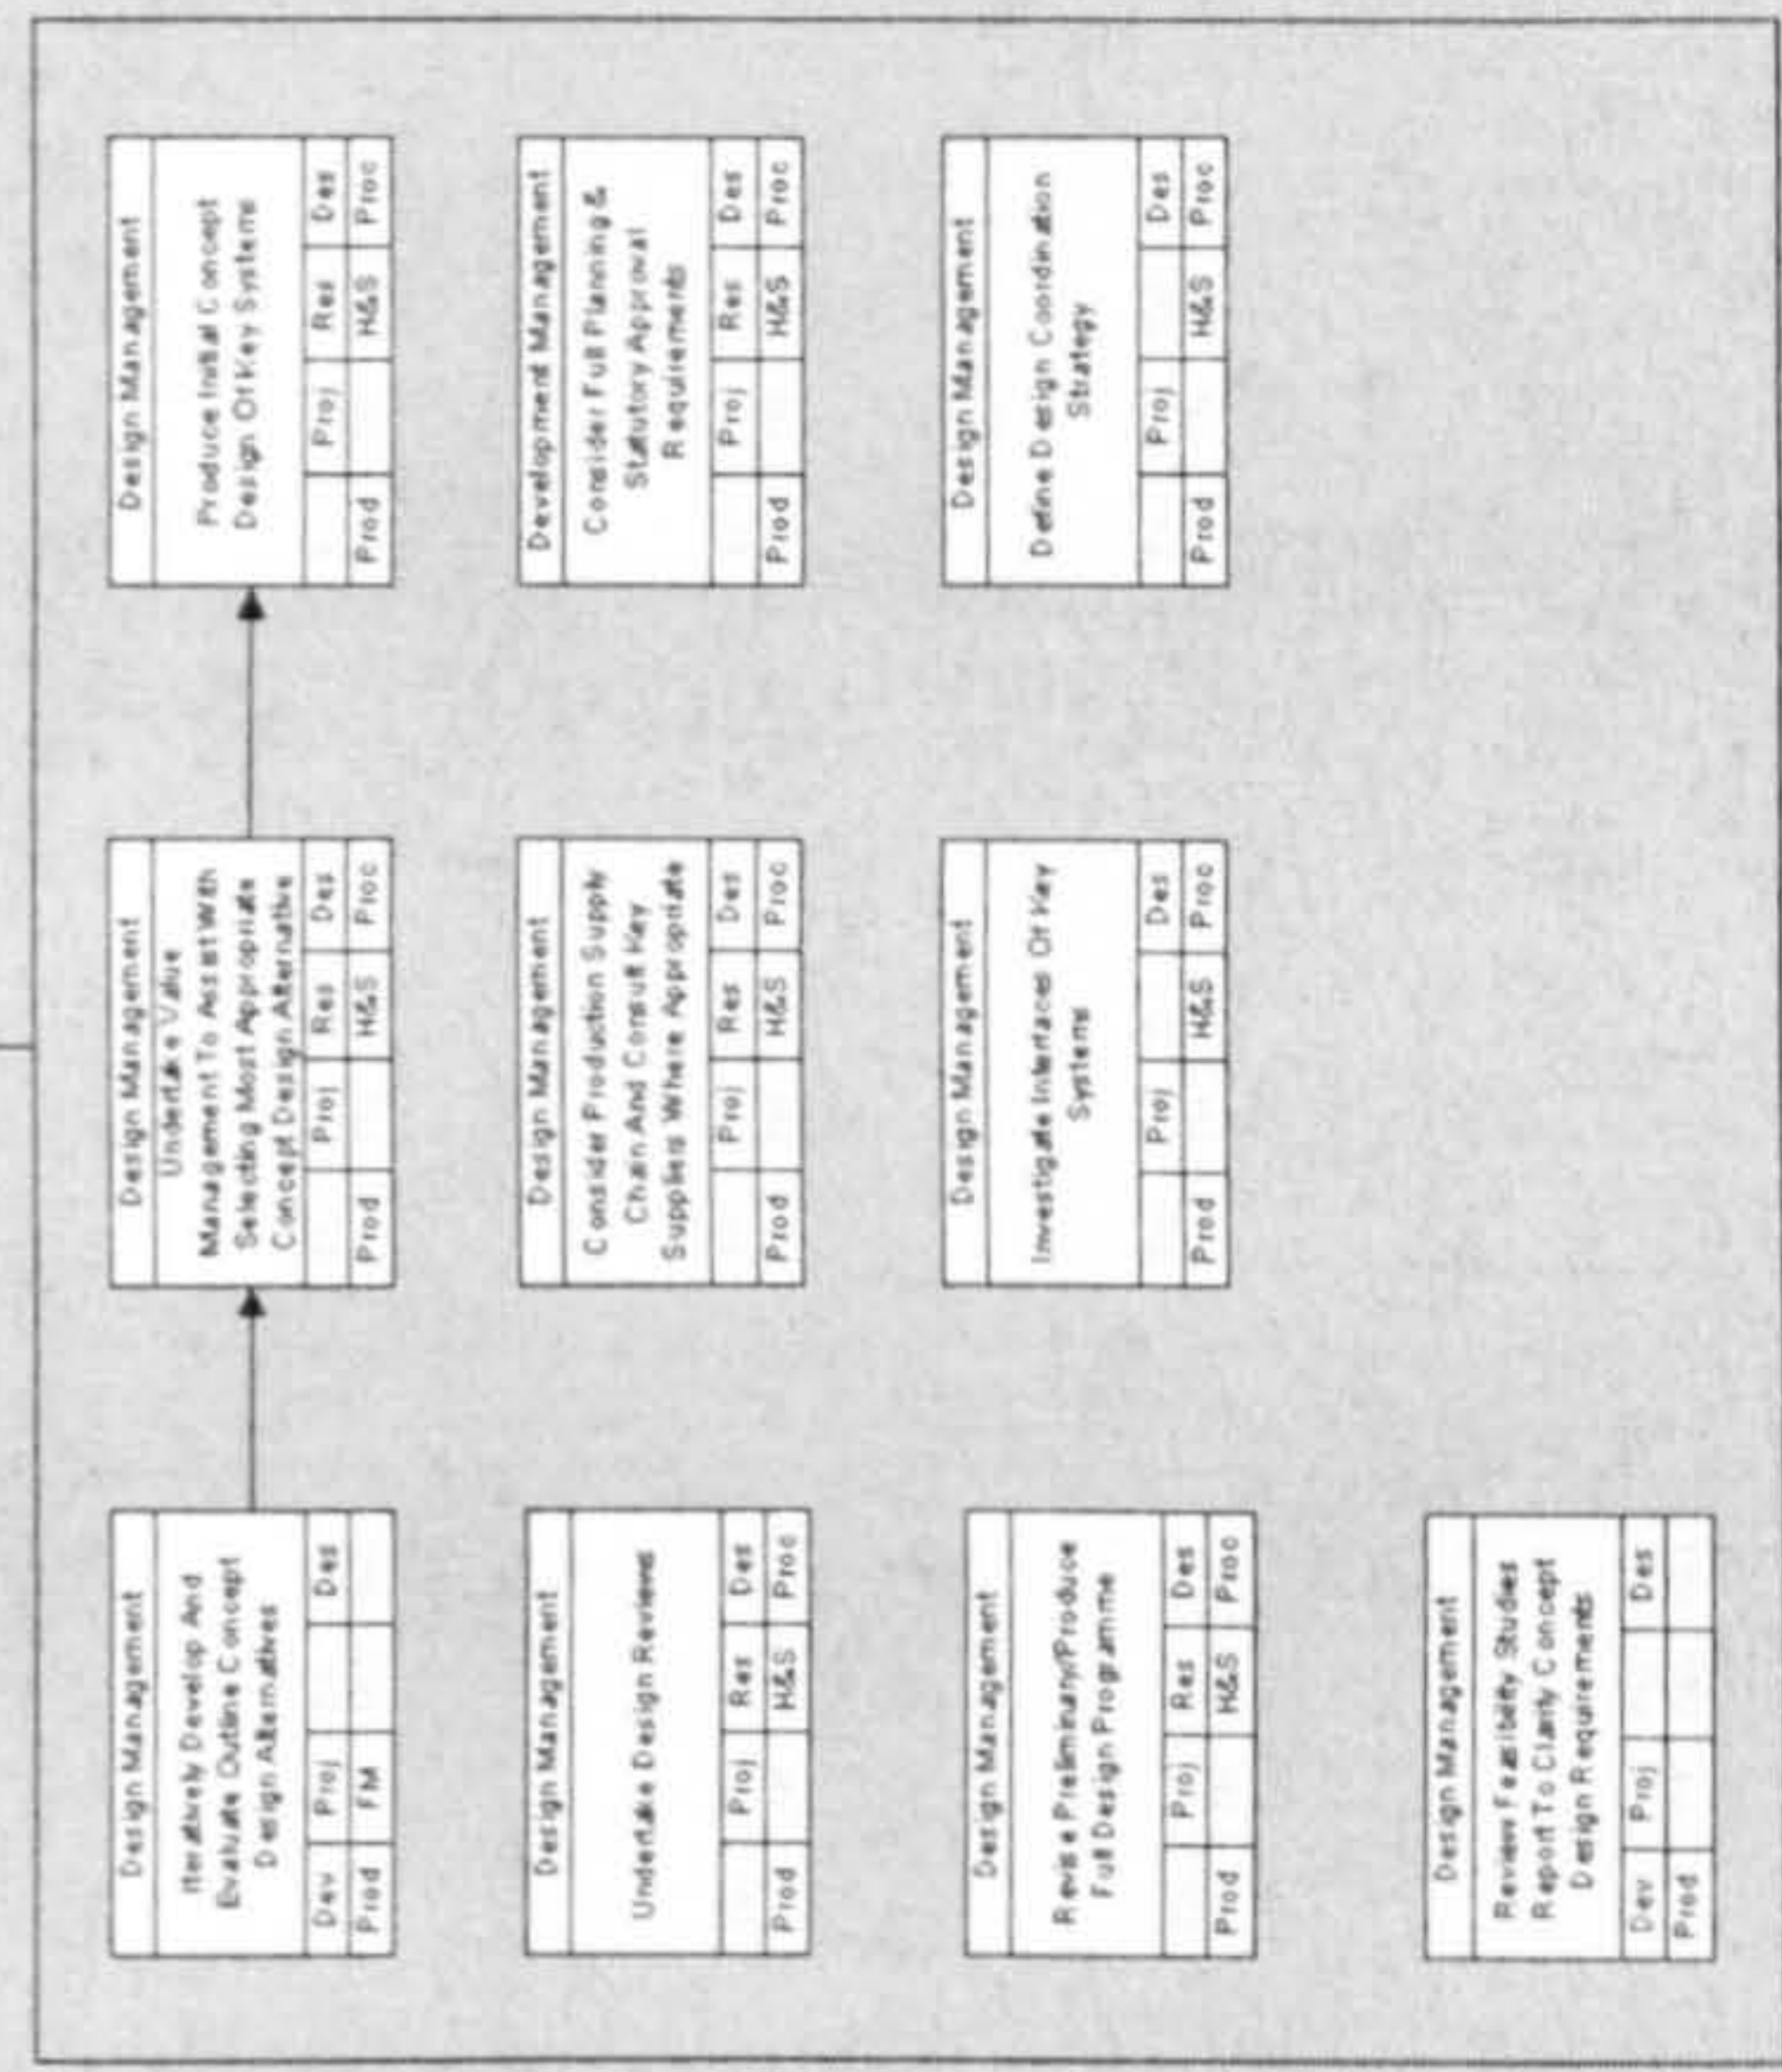 Design Management
Iteratively Develop And
Evaluate Outline Concept
Design Alternatives
Dev Proj Des
Prod FM
Design Management
Undertake Value
Management To Assist With
Selecting Most Appropriate
Concept Design Alternative
Proj Res Des
Prod H&S Proc
Design Management
Produce Initial Concept
Design Of Key Systems
Proj Res Des
Prod H&S Proc
Design Management
Undertake Design Reviews
Proj Res Des
Prod H&S Proc
Design Management
Consider Production Supply
Chain And Consult Key
Suppliers Where Appropriate
Proj Res Des
Prod H&S Proc
Development Management
Consider Full Planning &
Statutory Approval
Requirements
Proj Res Des
Prod H&S Proc
Design Management
Revise Preliminary/Produce
Full Design Programme
Proj Res Des
Prod H&S Proc
Design Management
Investigate Interfaces Of Key
Systems
Proj Des
Prod H&S Proc
Design Management
Define Design Coordination
Strategy
Proj Des
Prod H&S Proc
Design Management
Review Feasibility Studies
Report To Clarify Concept
Design Requirements
Dev Proj Des
Prod